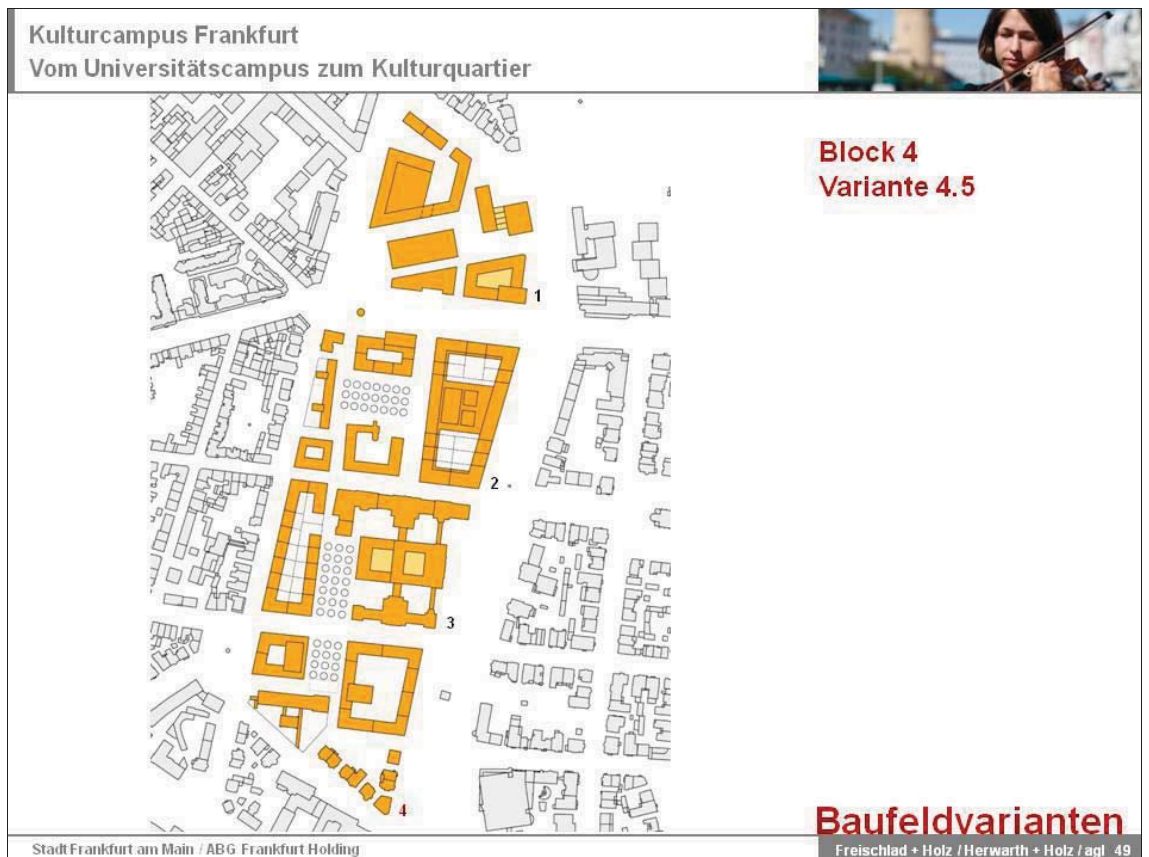 Kulturcampus Frankfurt
Vom Universitätscampus zum Kulturquartier
Block 4
Variante 4.5
1
2
3
4
Baufeldvarianten
Stadt Frankfurt am Main / ABG Frankfurt Holding
Freischlad + Holz / Herwarth + Holz / agl 49